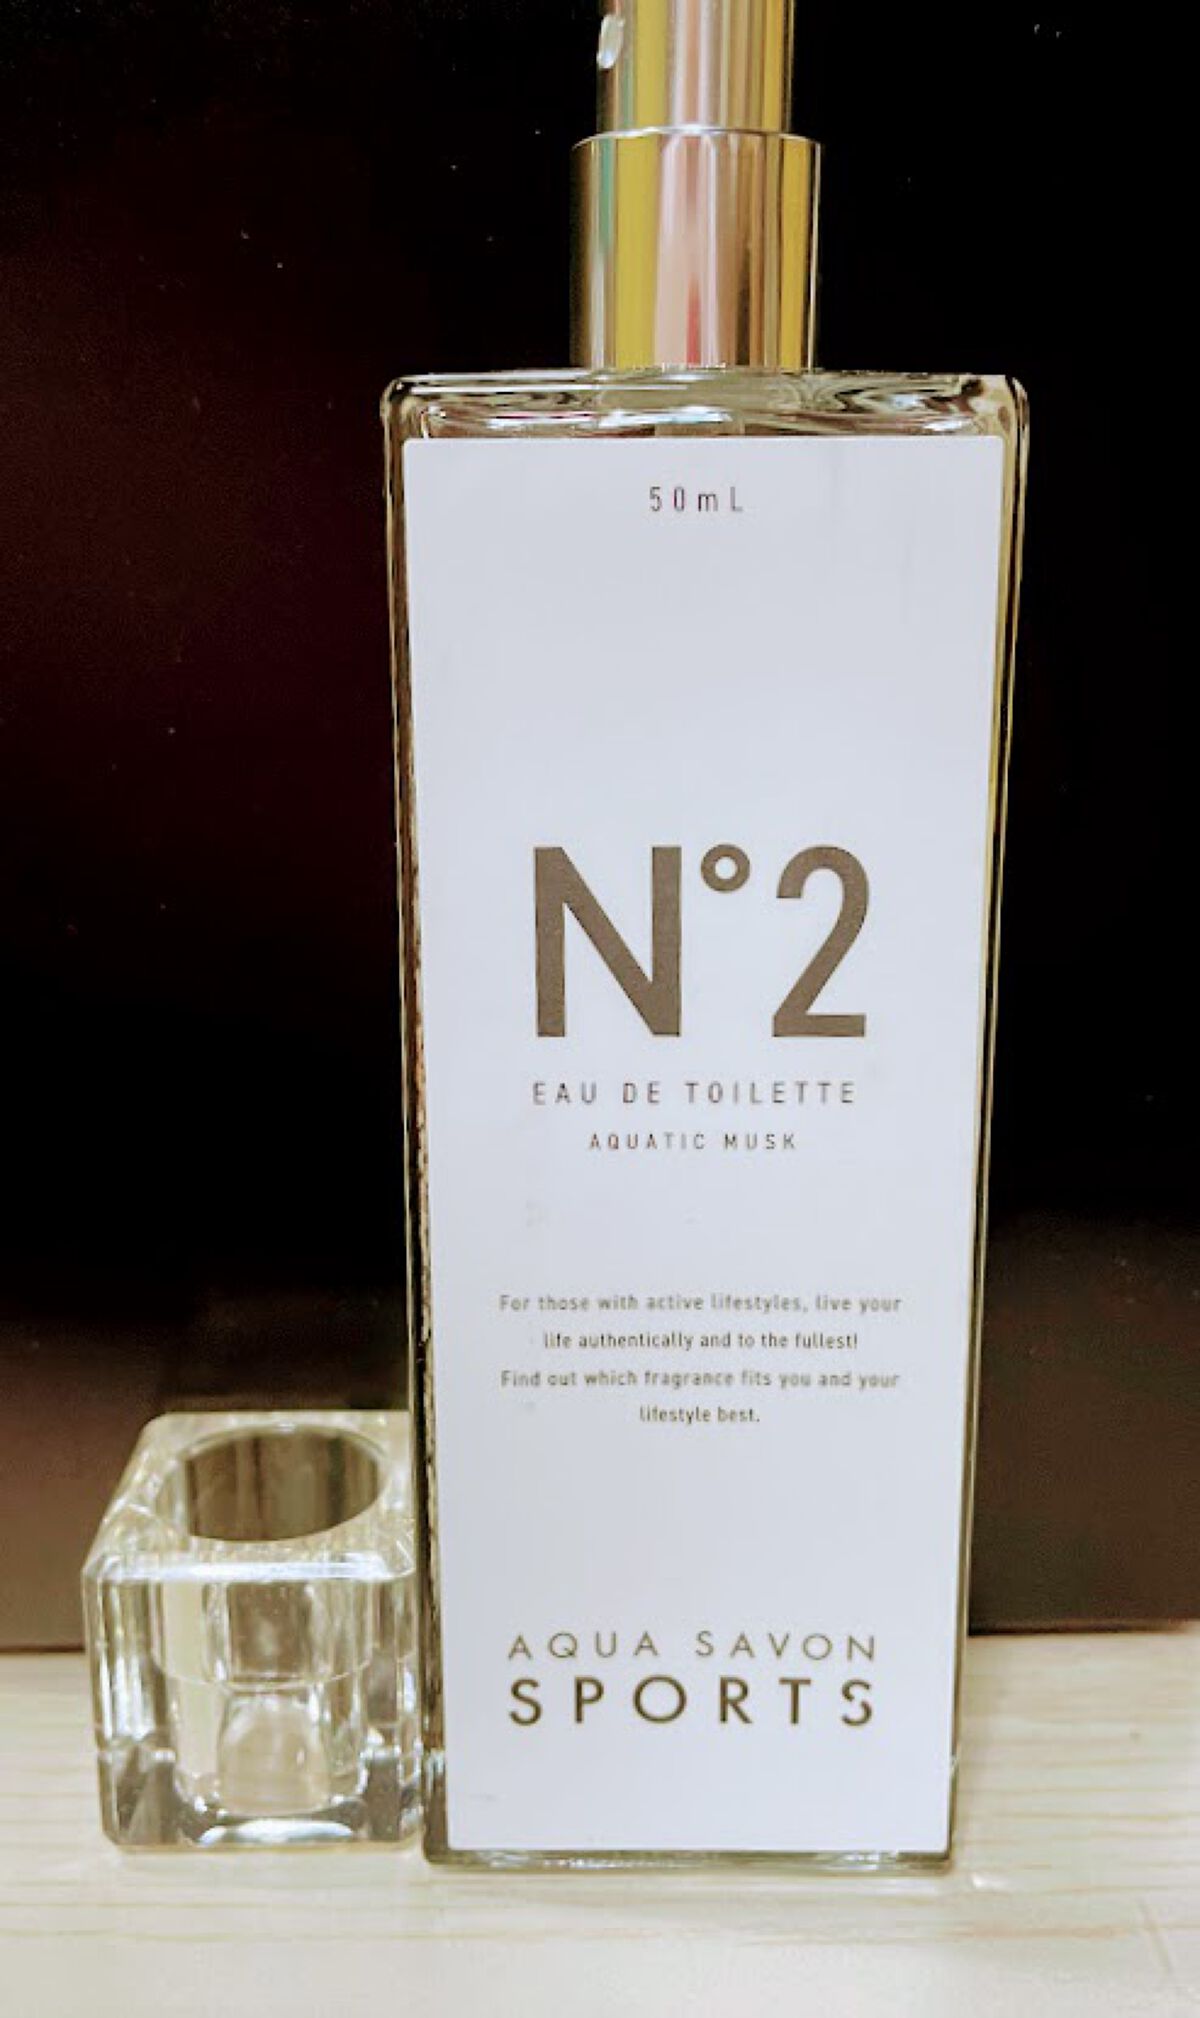 50mL
N°2
EAU DE TOILETTE
AQUATIC MUSK
For those with active lifestyles, live your
life authentically and to the fullest!
Find out which fragrance fits you and your
lifestyle best.
AQUA SAVON
SPORTS